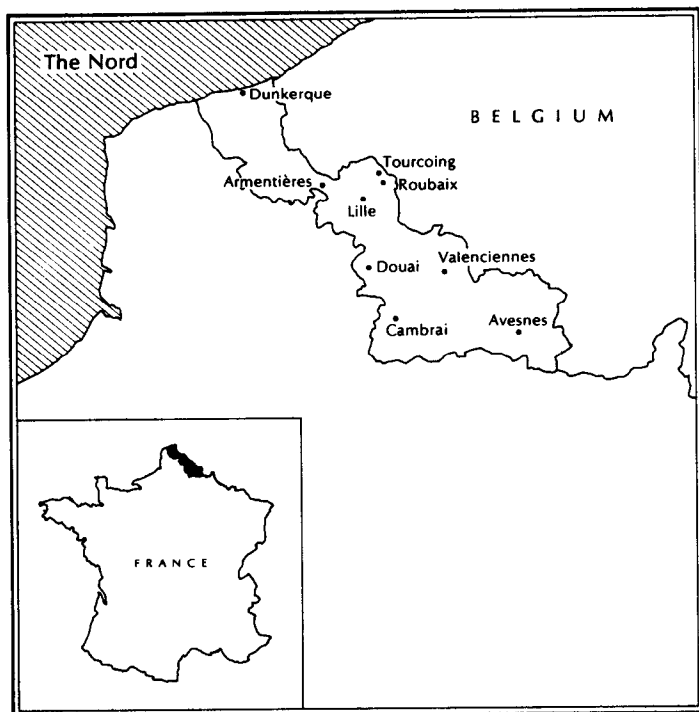 The Nord
Dunkerque
BELGIUM
Tourcoing
Armentières
Roubaix
Lille
Valenciennes
Douai
Cambrai
Avesnes
FRANCE